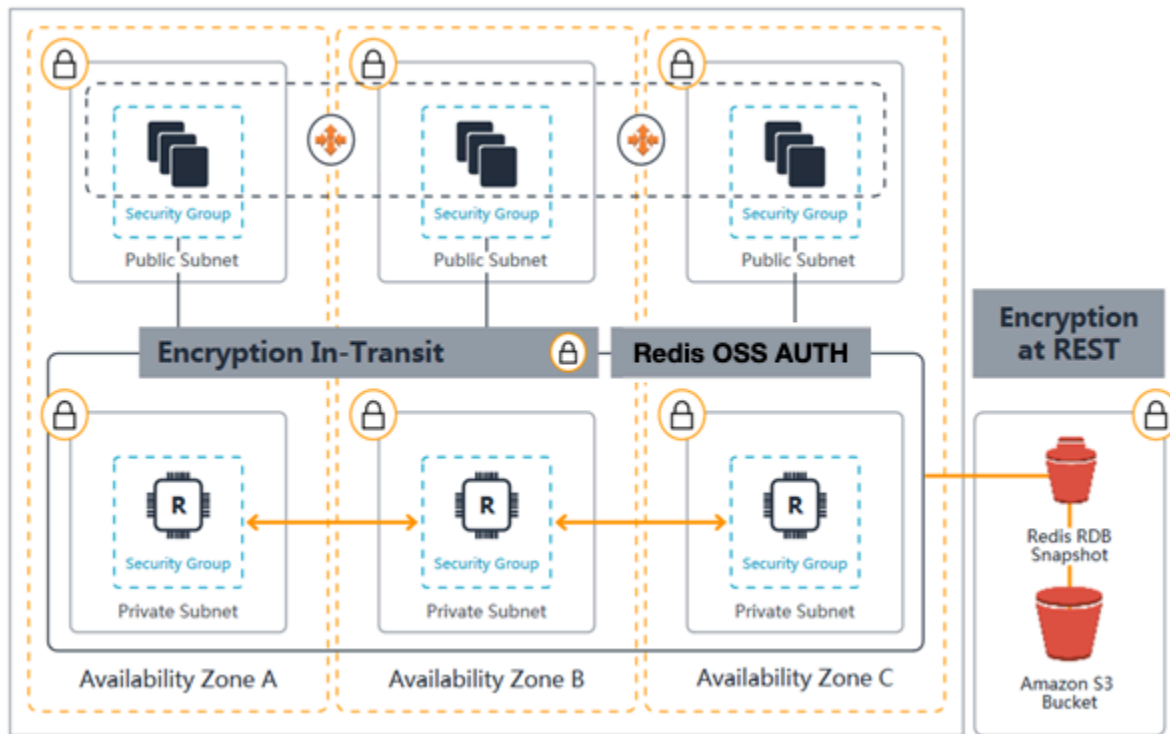 Security Group
Security Group
Security Group
Public Subnet
Public Subnet
Public Subnet
Encryption In-Transit
Redis OSS AUTH
Encryption
at REST
R
R
R
Security Group
Security Group
Security Group
Private Subnet
Private Subnet
Private Subnet
Availability Zone A
Availability Zone B
Availability Zone C
Redis RDB
Snapshot
Amazon S3
Bucket